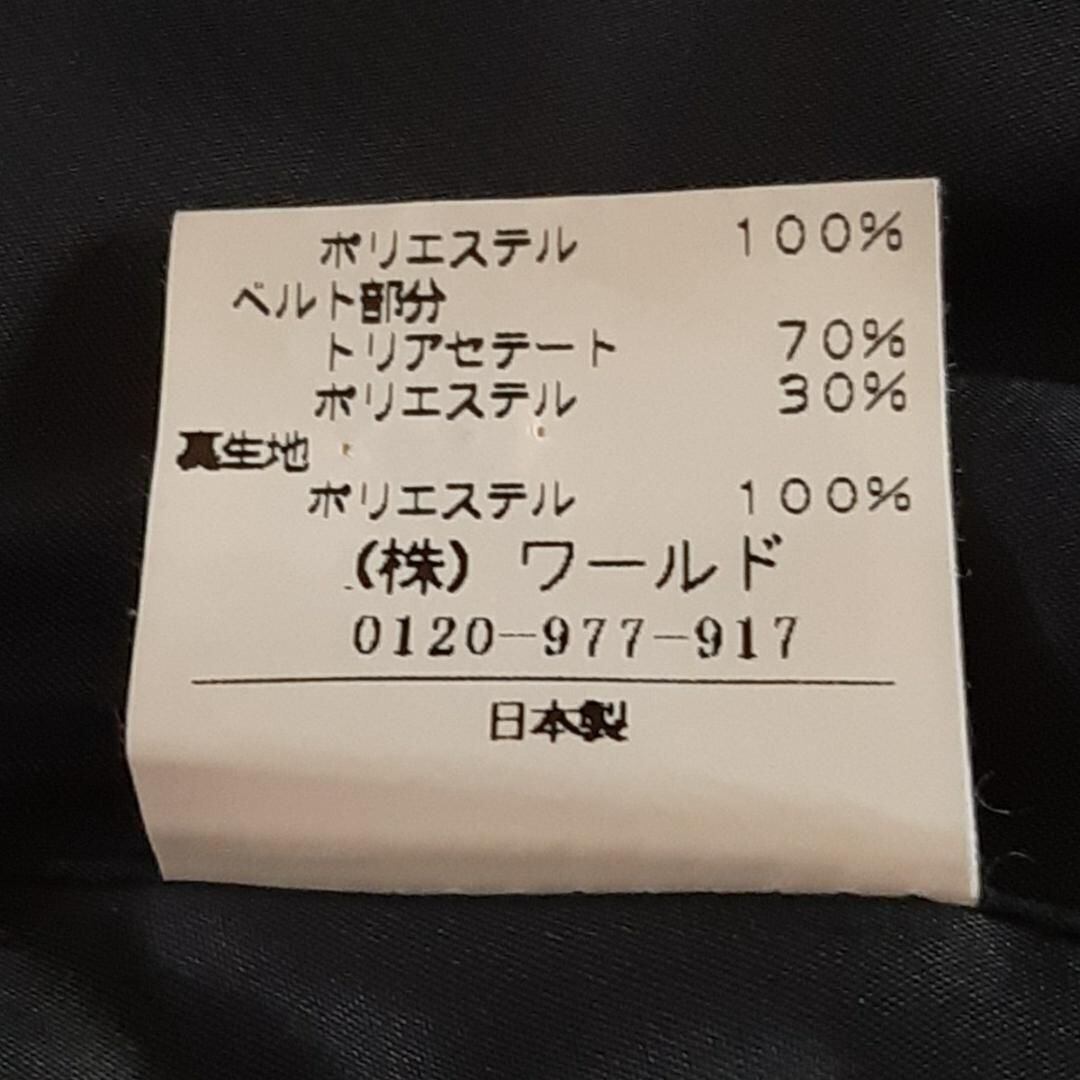 ポリエステル 100%
ベルト部分
トリアセテート 70%
ポリエステル 30%
裏生地
ポリエステル 100%
(株) ワールド
0120-977-917
日本製